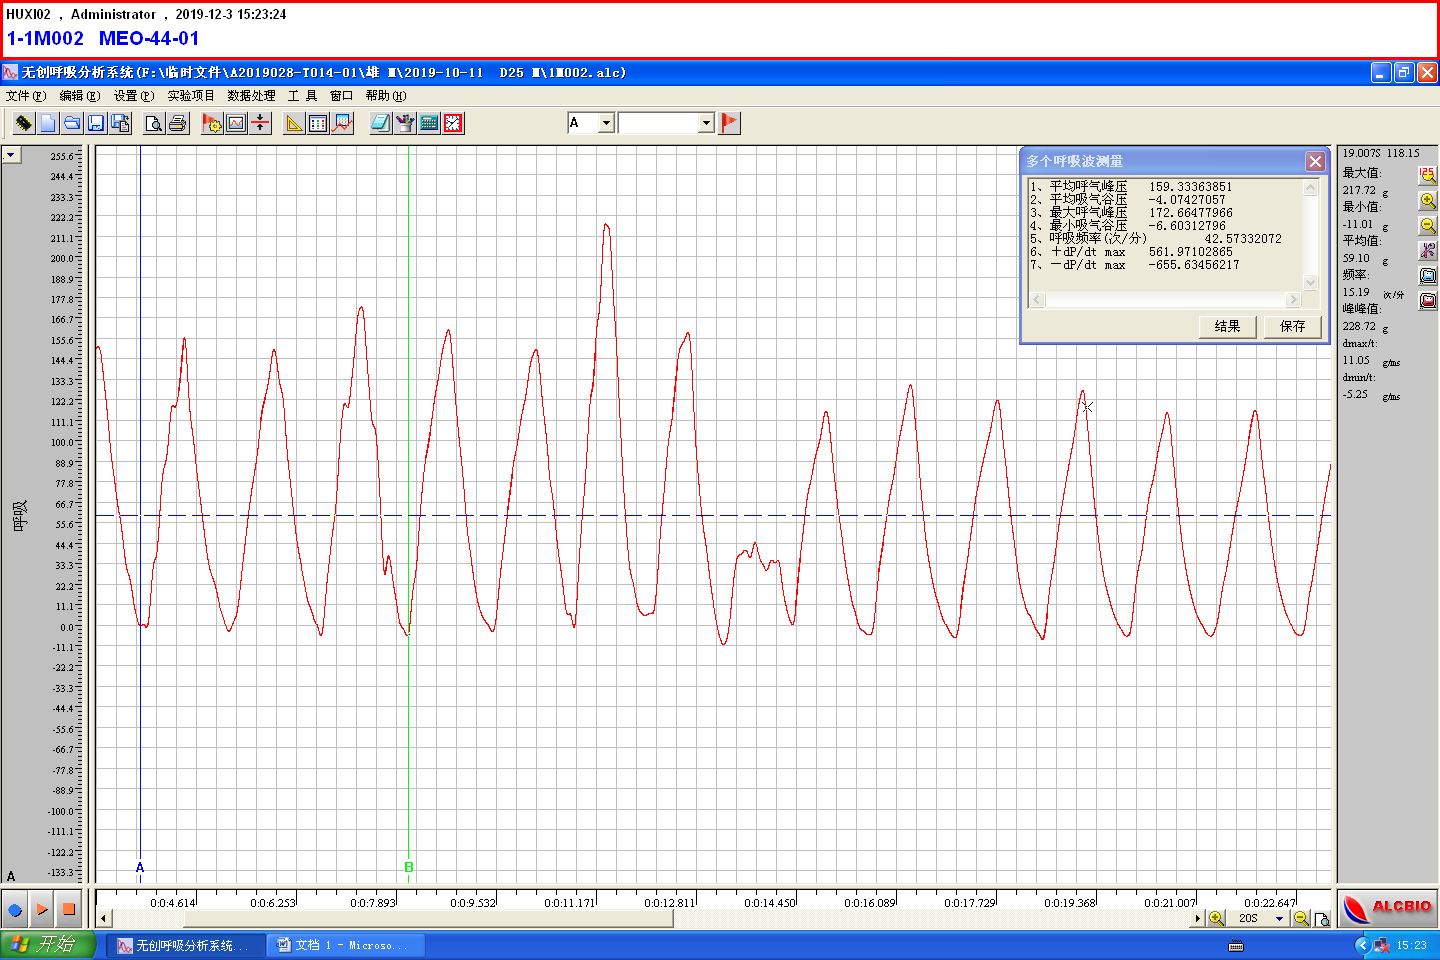 HUXI02 , Administrator , 2019-12-3 15:23:24
1-1M002 MEO-44-01
无创呼吸分析系统(F:\临时文件\A2019028-T014-01\雄 M\2019-10-11 D25 M\1M002.alc)
文件(F) 编辑(E) 设置(P) 实验项目 数据处理 工 具 窗口 帮助(H)
A
255.6
244.4
233.3
222.2
211.1
200.0
188.9
177.8
166.7
155.6
144.4
133.3
122.2
111.1
100.0
88.9
77.8
66.7
55.6
44.4
33.3
22.2
11.1
0.0
-11.1
-22.2
-33.3
-44.4
-55.6
-66.7
-77.8
-88.9
-100.0
-111.1
-122.2
-133.3
呼吸
A
A
B
多个呼吸波测量
1、平均呼气峰压 159.33363851
2、平均吸气谷压 -4.07427057
3、最大呼气峰压 172.66477966
4、最小吸气谷压 -6.60312796
5、呼吸频率(次/分) 42.57332072
6、＋dP/dt max 561.97102865
7、－dP/dt max -655.63456217
结果 保存
19.007S 118.15
最大值:
217.72 g
最小值:
-11.01 g
平均值:
59.10 g
频率:
15.19 次/分
峰峰值:
228.72 g
dmax/t:
11.05 g/ms
dmin/t:
-5.25 g/ms
125
0:0:4.614 0:0:6.253 0:0:7.893 0:0:9.532 0:0:11.171 0:0:12.811 0:0:14.450 0:0:16.089 0:0:17.729 0:0:19.368 0:0:21.007 0:0:22.647
20S
ALCBIO
开始 无创呼吸分析系统... 文档 1 - Microso... 15:23